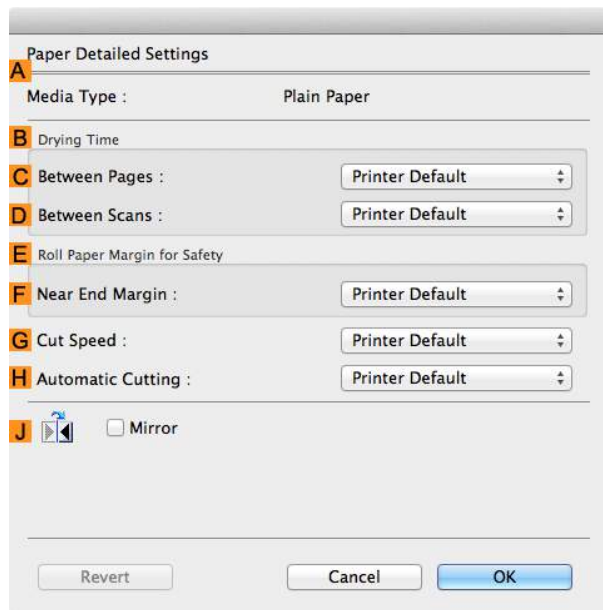 Paper Detailed Settings
A
Media Type : Plain Paper
B Drying Time
C Between Pages : Printer Default
D Between Scans : Printer Default
E Roll Paper Margin for Safety
F Near End Margin : Printer Default
G Cut Speed : Printer Default
H Automatic Cutting : Printer Default
J Mirror
Revert Cancel OK